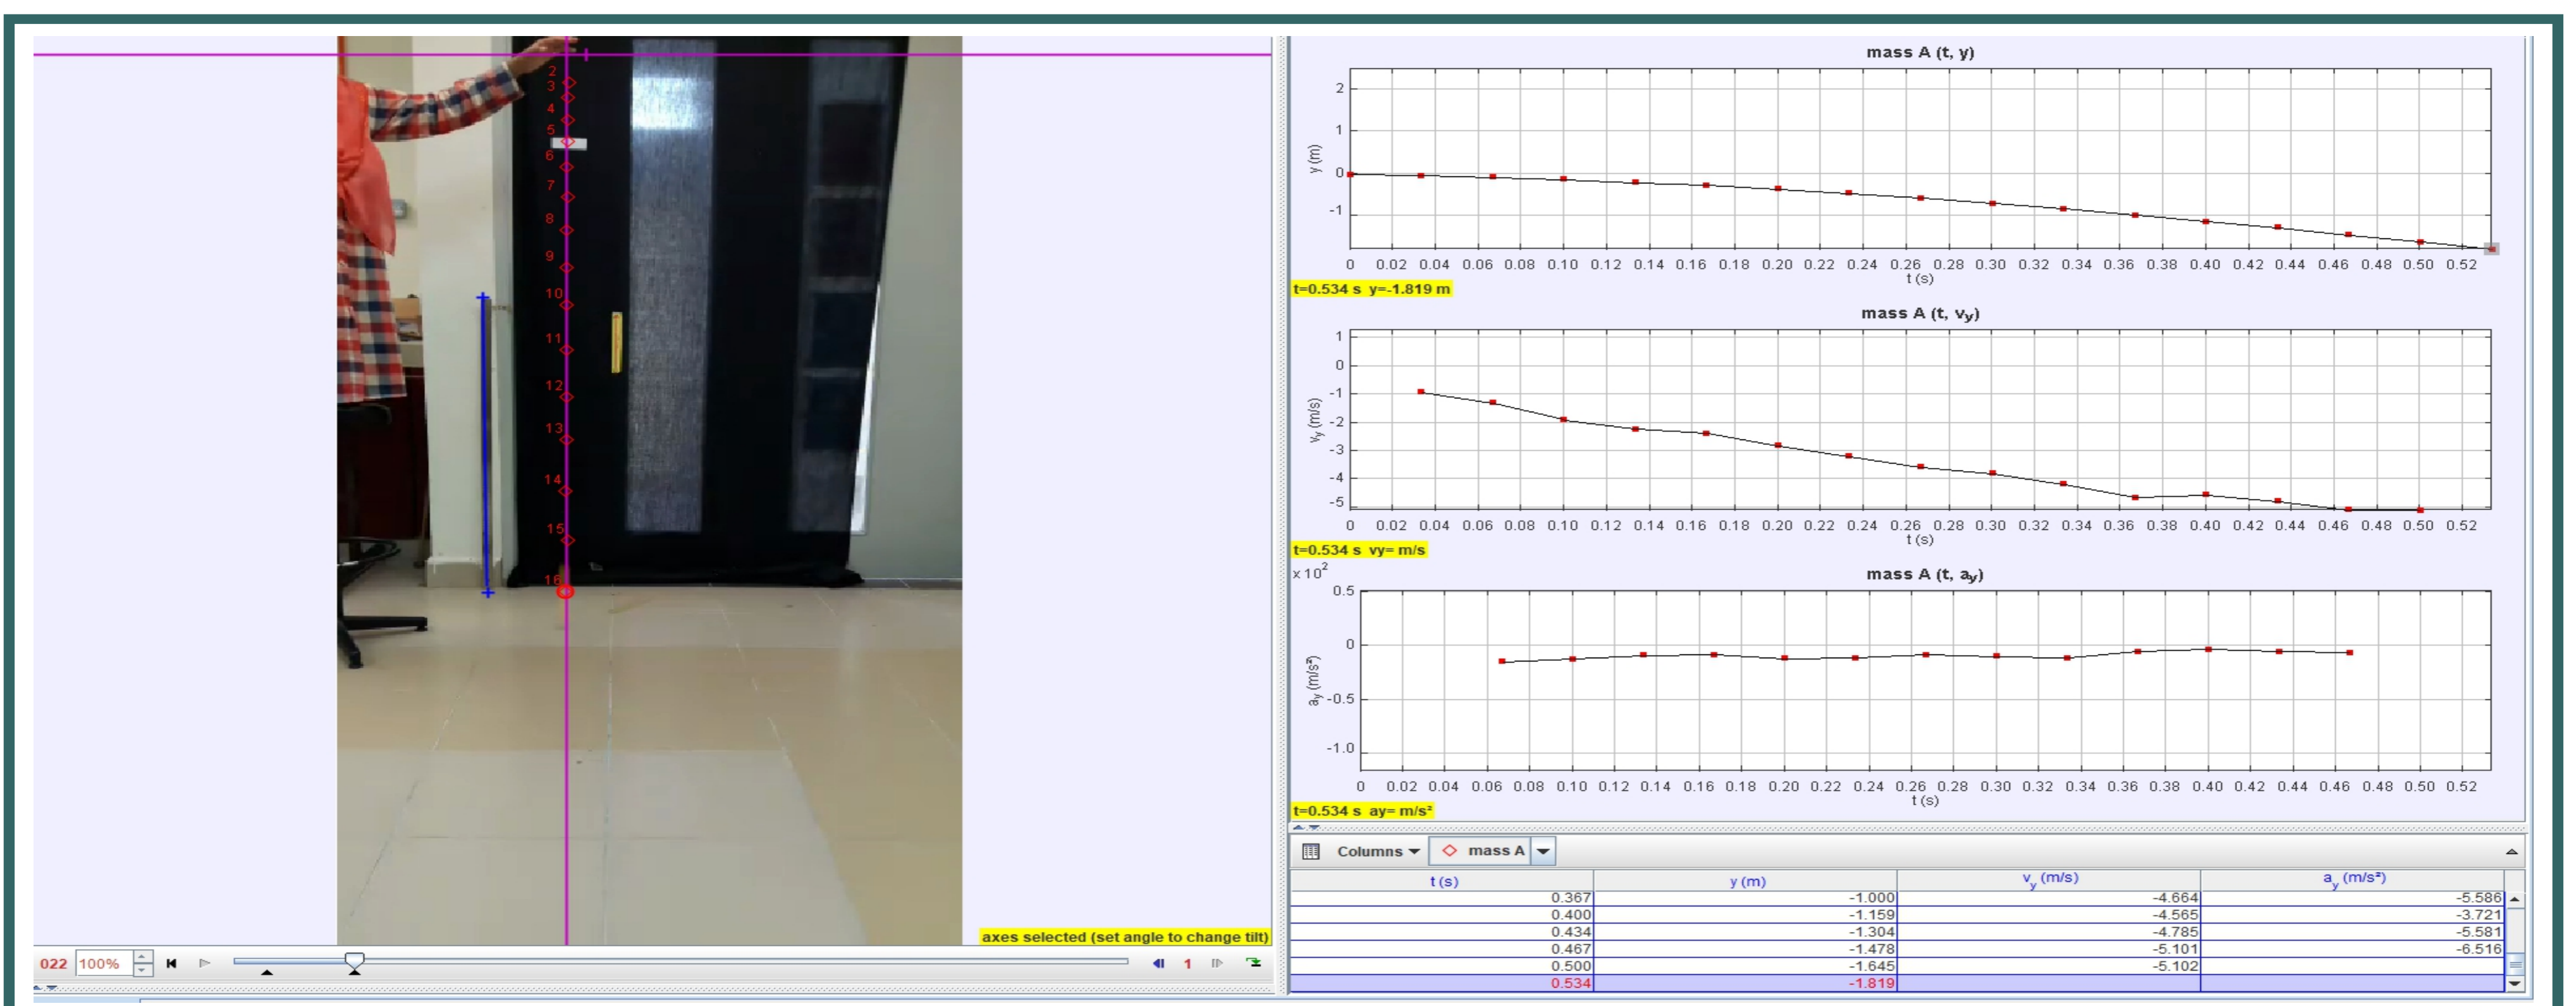 2
3
4
5
6
7
8
9
10
11
12
13
14
15
16
axes selected (set angle to change tilt)
022 100% 1
mass A (t, y)
2
1
0
-1
y (m)
0 0.02 0.04 0.06 0.08 0.10 0.12 0.14 0.16 0.18 0.20 0.22 0.24 0.26 0.28 0.30 0.32 0.34 0.36 0.38 0.40 0.42 0.44 0.46 0.48 0.50 0.52
t (s)
t=0.534 s y=-1.819 m
mass A (t, vy)
1
0
-1
-2
-3
-4
-5
vy (m/s)
0 0.02 0.04 0.06 0.08 0.10 0.12 0.14 0.16 0.18 0.20 0.22 0.24 0.26 0.28 0.30 0.32 0.34 0.36 0.38 0.40 0.42 0.44 0.46 0.48 0.50 0.52
t (s)
t=0.534 s vy= m/s
x 10²
mass A (t, ay)
0.5
0
-0.5
-1.0
ay (m/s²)
0 0.02 0.04 0.06 0.08 0.10 0.12 0.14 0.16 0.18 0.20 0.22 0.24 0.26 0.28 0.30 0.32 0.34 0.36 0.38 0.40 0.42 0.44 0.46 0.48 0.50 0.52
t (s)
t=0.534 s ay= m/s²
Columns mass A
t (s) y (m) vy (m/s) ay (m/s²)
0.367 -1.000 -4.664 -5.586
0.400 -1.159 -4.565 -3.721
0.434 -1.304 -4.785 -5.581
0.467 -1.478 -5.101 -6.516
0.500 -1.645 -5.102
0.534 -1.819